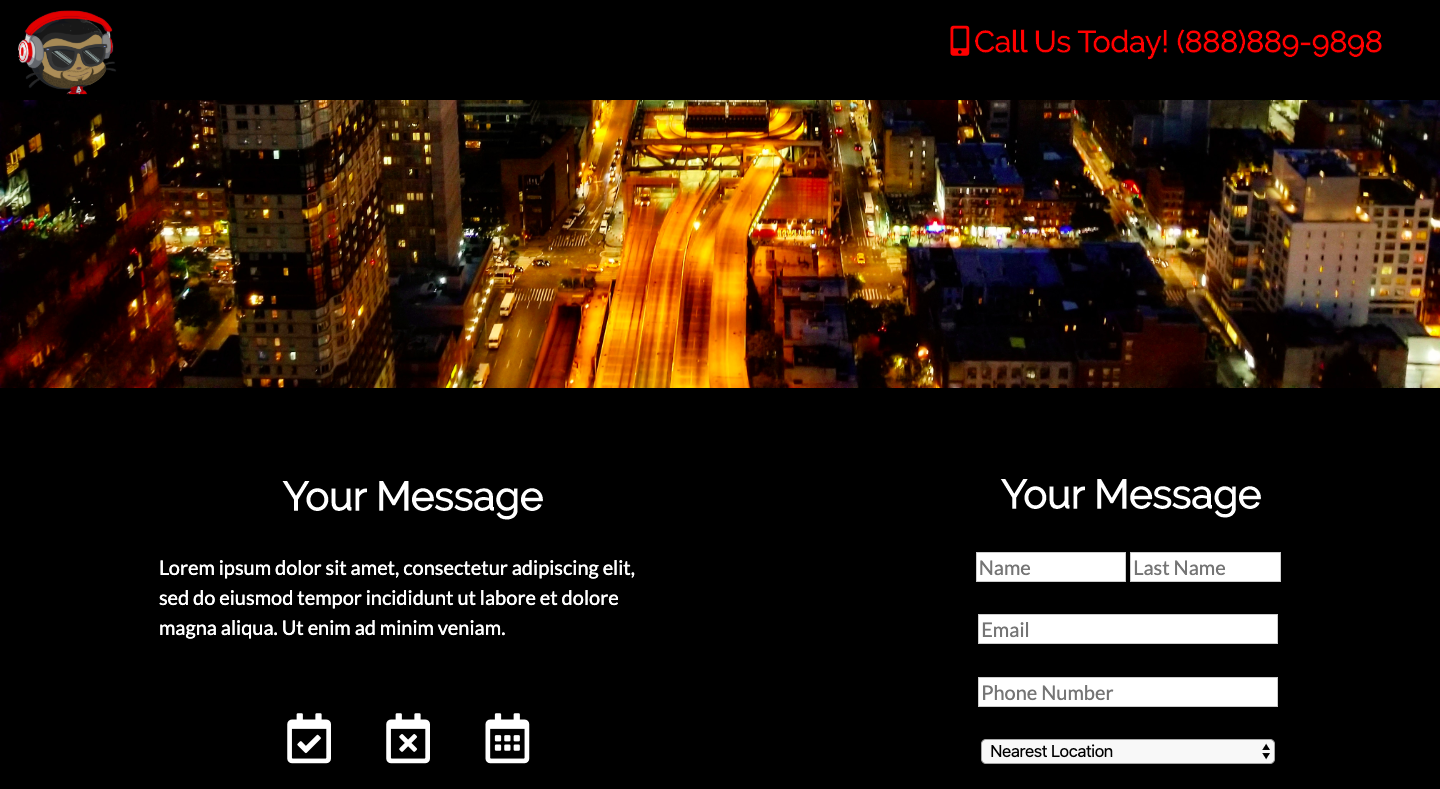 Call Us Today! (888)889-9898
Your Message
Lorem ipsum dolor sit amet, consectetur adipiscing elit,
sed do eiusmod tempor incididunt ut labore et dolore
magna aliqua. Ut enim ad minim veniam.
Your Message
Name Last Name
Email
Phone Number
Nearest Location